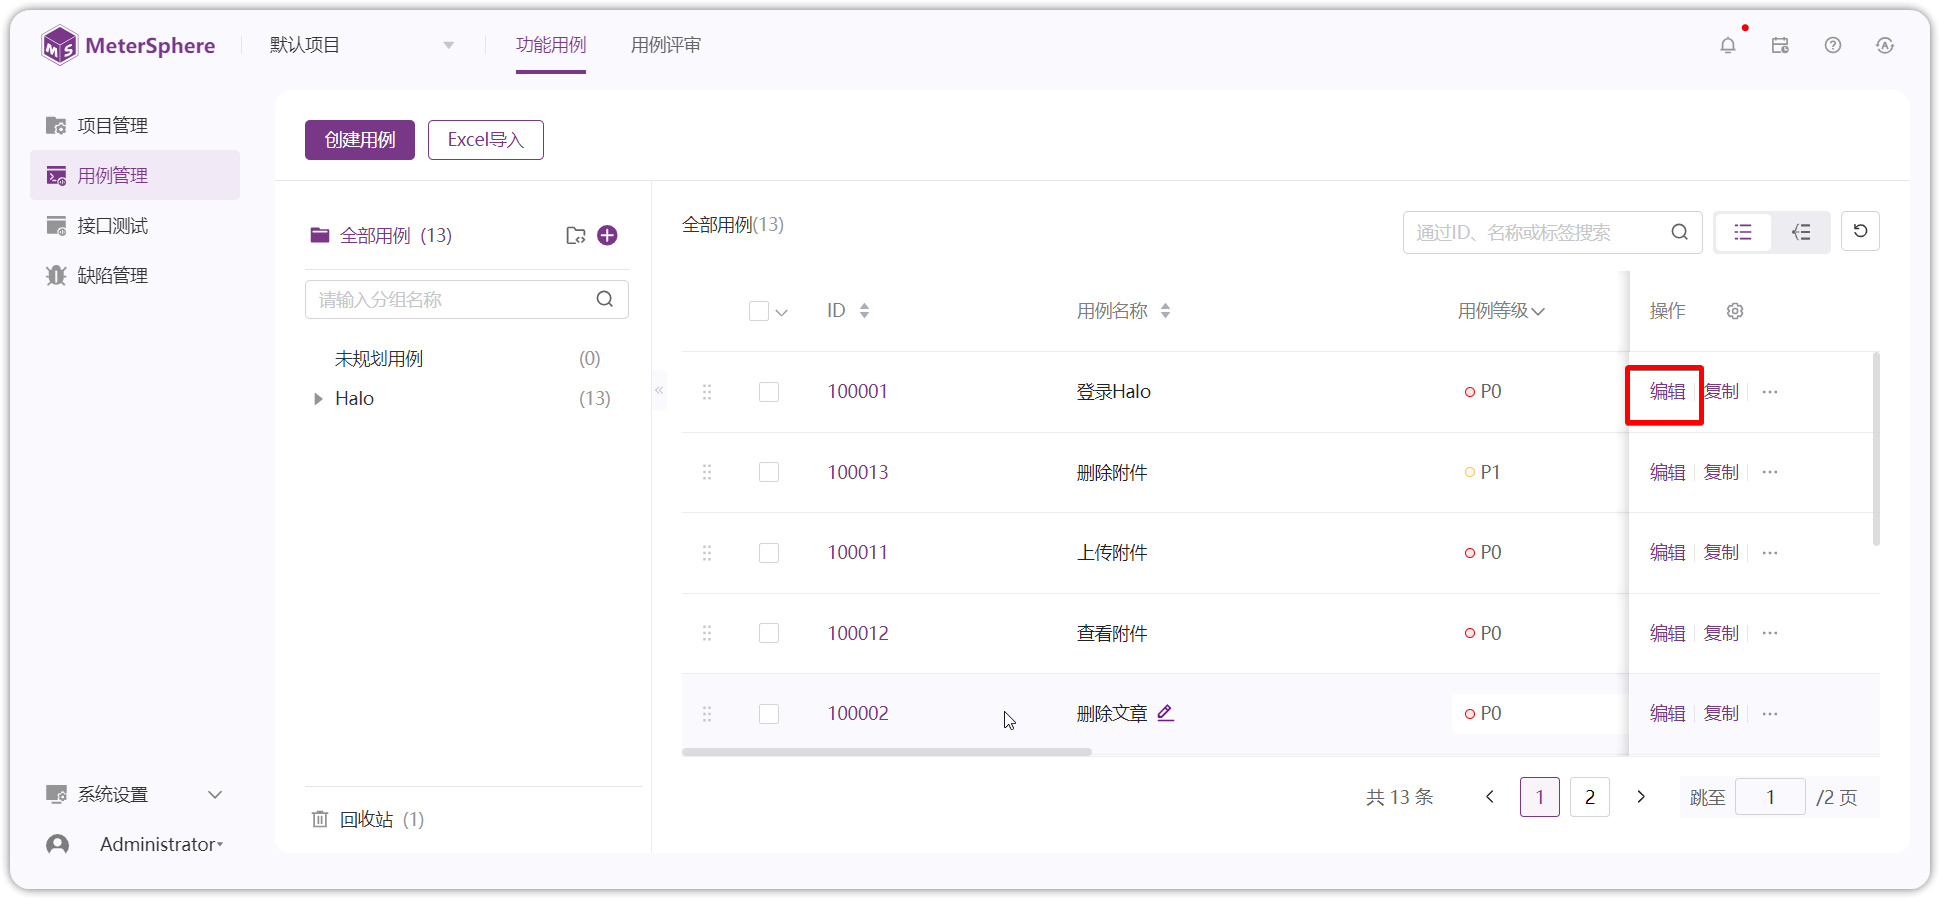 MeterSphere
默认项目
功能用例
用例评审
项目管理
用例管理
接口测试
缺陷管理
系统设置
Administrator
创建用例
Excel导入
全部用例 (13)
请输入分组名称
未规划用例 (0)
Halo (13)
回收站 (1)
全部用例(13)
通过ID、名称或标签搜索
ID 用例名称 用例等级 操作
100001 登录Halo P0 编辑 复制 ···
100013 删除附件 P1 编辑 复制 ···
100011 上传附件 P0 编辑 复制 ···
100012 查看附件 P0 编辑 复制 ···
100002 删除文章 P0 编辑 复制 ···
共 13 条 1 2 跳至 1 /2 页